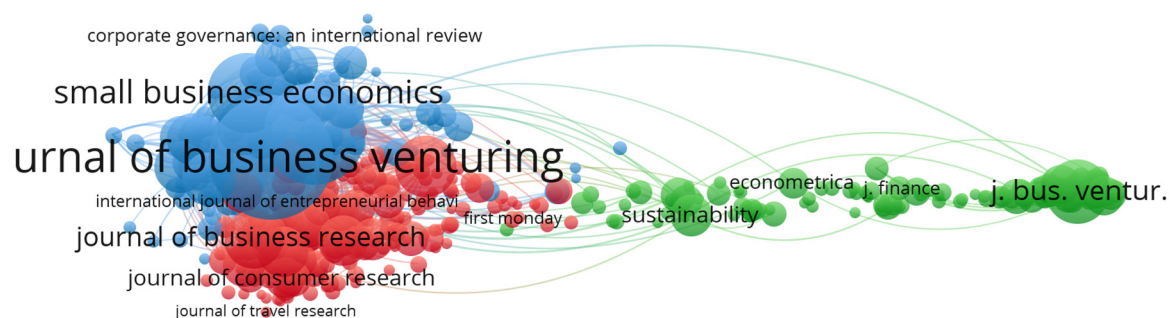 corporate governance: an international review
small business economics
urnal of business venturing
international journal of entrepreneurial behavi
econometrica
j. finance
j. bus. ventur.
first monday
sustainability
journal of business research
journal of consumer research
journal of travel research